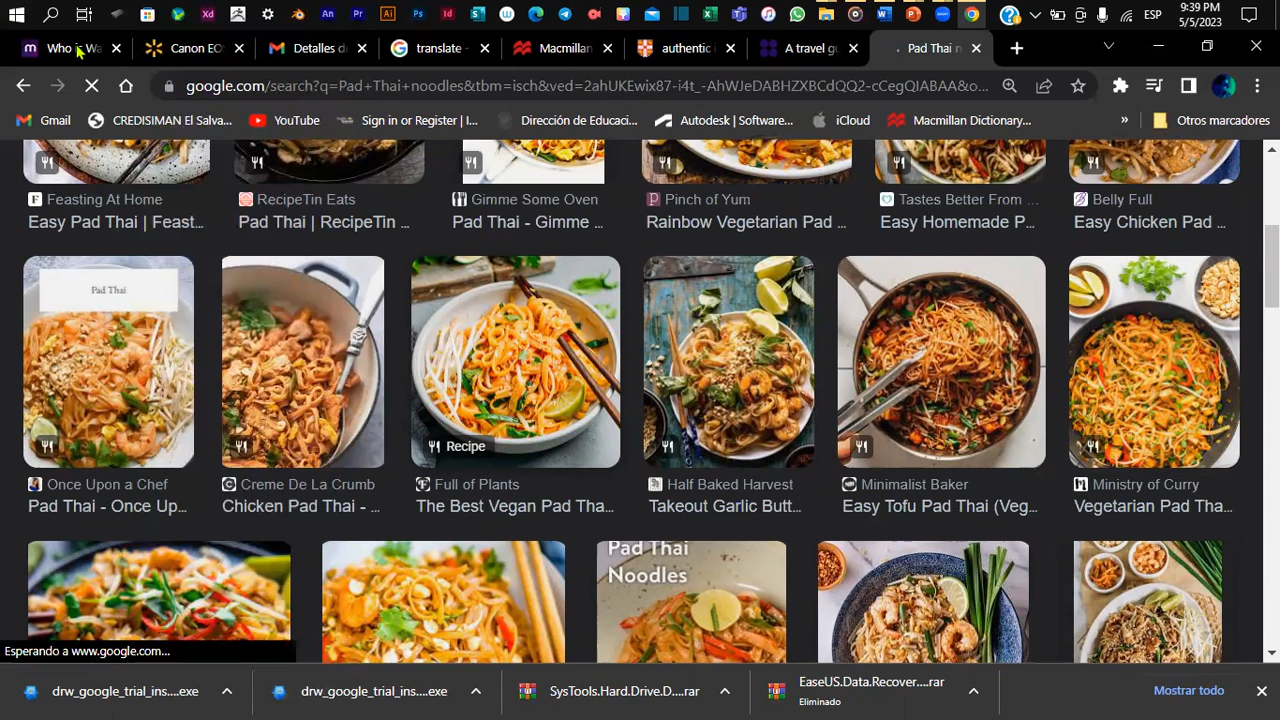 Xd An Pr Ai Ps Id S ESP 9:39 PM
5/5/2023
Who i Wa Canon EO Detalles d translate - Macmillan authentic i A travel gu Pad Thai n
google.com/search?q=Pad+Thai+noodles&tbm=isch&ved=2ahUKEwix87-i4t_-AhWJeDABHZXBCdQQ2-cCegQIABAA&o...
Gmail CREDISIMAN El Salva... YouTube Sign in or Register | I... Dirección de Educaci... Autodesk | Software... iCloud Macmillan Dictionary... » Otros marcadores
Feasting At Home RecipeTin Eats Gimme Some Oven Pinch of Yum Tastes Better From ... Belly Full
Easy Pad Thai | Feast... Pad Thai | RecipeTin ... Pad Thai - Gimme ... Rainbow Vegetarian Pad ... Easy Homemade P... Easy Chicken Pad ...
Pad Thai
Recipe
Once Upon a Chef Creme De La Crumb Full of Plants Half Baked Harvest Minimalist Baker Ministry of Curry
Pad Thai - Once Up... Chicken Pad Thai - ... The Best Vegan Pad Tha... Takeout Garlic Butt... Easy Tofu Pad Thai (Veg... Vegetarian Pad Tha...
Pad Thai
Noodles
Esperando a www.google.com...
drw_google_trial_ins....exe drw_google_trial_ins....exe SysTools.Hard.Drive.D....rar EaseUS.Data.Recover....rar Mostrar todo
Eliminado